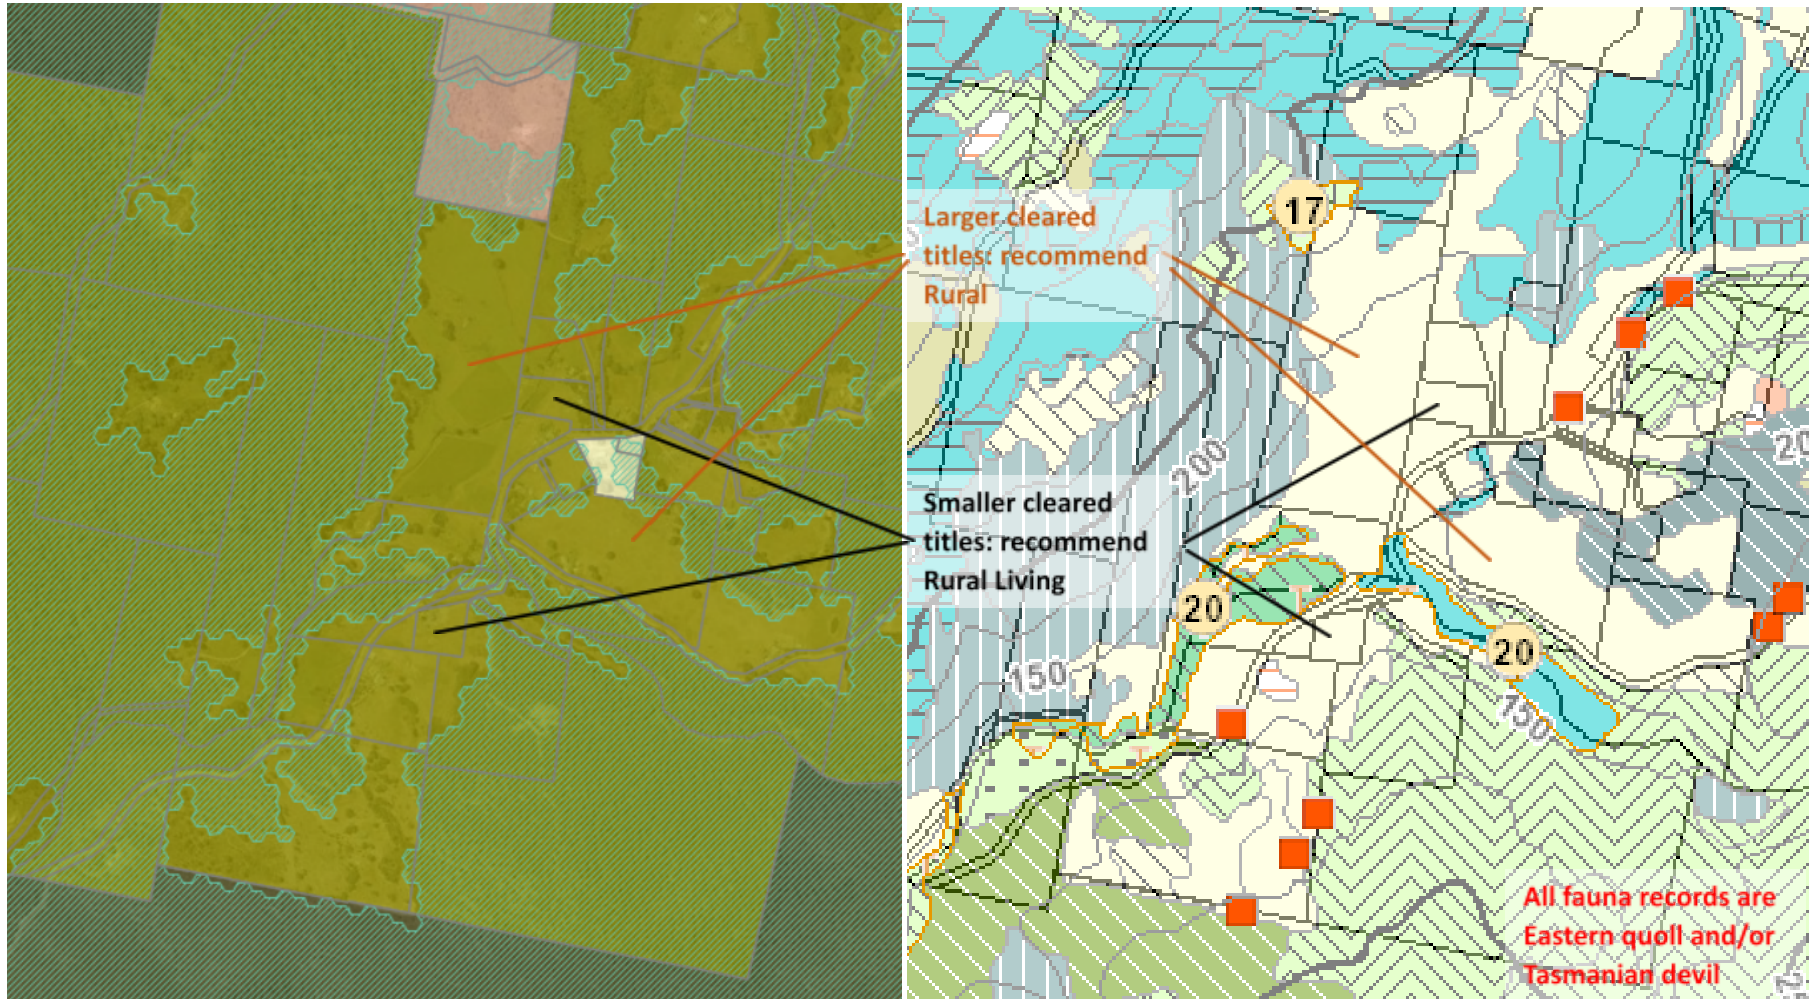 Larger cleared
titles: recommend
Rural
17
200
20
Smaller cleared
titles: recommend
Rural Living
20
20
150
All fauna records are
Eastern quoll and/or
Tasmanian devil